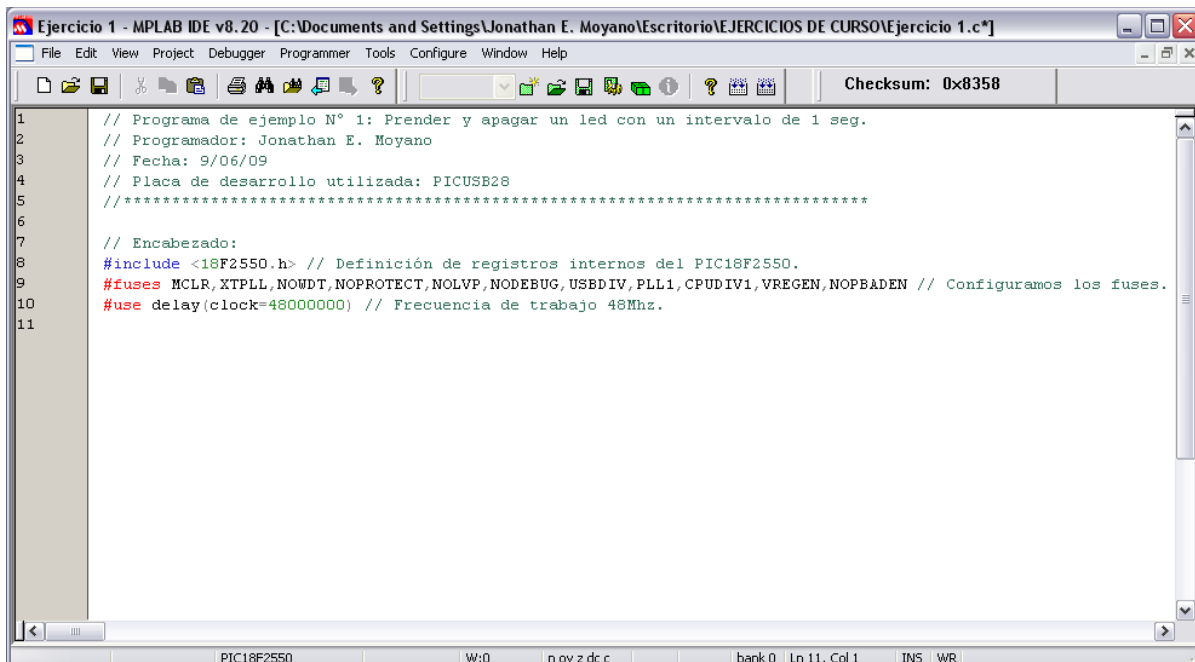 Ejercicio 1 - MPLAB IDE v8.20 - [C:\Documents and Settings\Jonathan E. Moyano\Escritorio\EJERCICIOS DE CURSO\Ejercicio 1.c*]
File Edit View Project Debugger Programmer Tools Configure Window Help
Checksum: 0x8358
1 // Programa de ejemplo N° 1: Prender y apagar un led con un intervalo de 1 seg.
2 // Programador: Jonathan E. Moyano
3 // Fecha: 9/06/09
4 // Placa de desarrollo utilizada: PICUSB28
5 //*****************************************************************************
6
7 // Encabezado:
8 #include <18F2550.h> // Definición de registros internos del PIC18F2550.
9 #fuses MCLR,XTPLL,NOWDT,NOPROTECT,NOLVP,NODEBUG,USBDIV,PLL1,CPUDIV1,VREGEN,NOPBADEN // Configuramos los fuses.
10 #use delay(clock=48000000) // Frecuencia de trabajo 48Mhz.
11
PIC18F2550 W:0 n ov z dc c bank 0 Ln 11, Col 1 INS WR